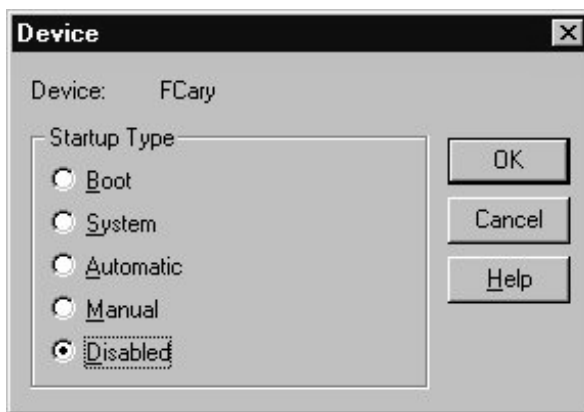 Device
Device: FCary
Startup Type
Boot
System
Automatic
Manual
Disabled
OK
Cancel
Help